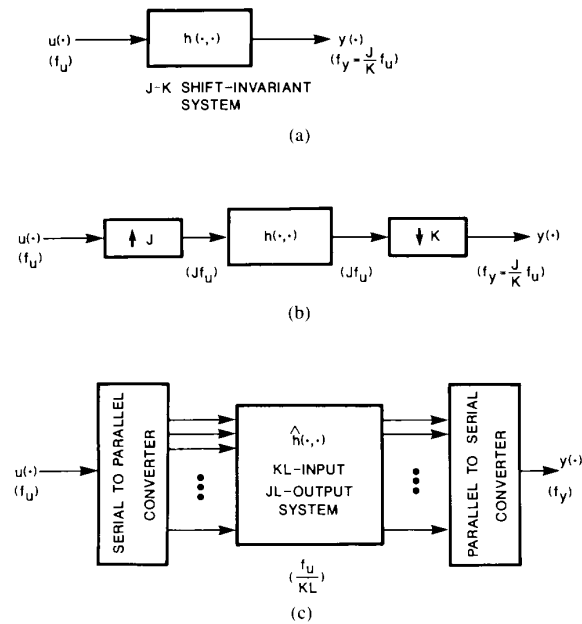 u(·)
(f_u)
h(·,·)
y(·)
(f_y = J/K f_u)
J-K SHIFT-INVARIANT
SYSTEM
(a)
u(·)
(f_u)
↑ J
(Jf_u)
h(·,·)
(Jf_u)
↓ K
y(·)
(f_y = J/K f_u)
(b)
u(·)
(f_u)
SERIAL TO PARALLEL
CONVERTER
ĥ(·,·)
KL-INPUT
JL-OUTPUT
SYSTEM
(f_u/KL)
PARALLEL TO SERIAL
CONVERTER
y(·)
(f_y)
(c)